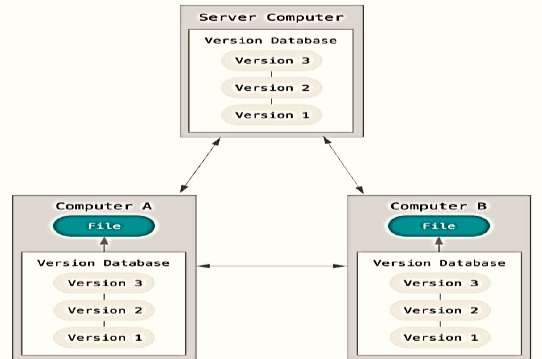 Server Computer
Version Database
Version 3
Version 2
Version 1
Computer A
File
Version Database
Version 3
Version 2
Version 1
Computer B
File
Version Database
Version 3
Version 2
Version 1